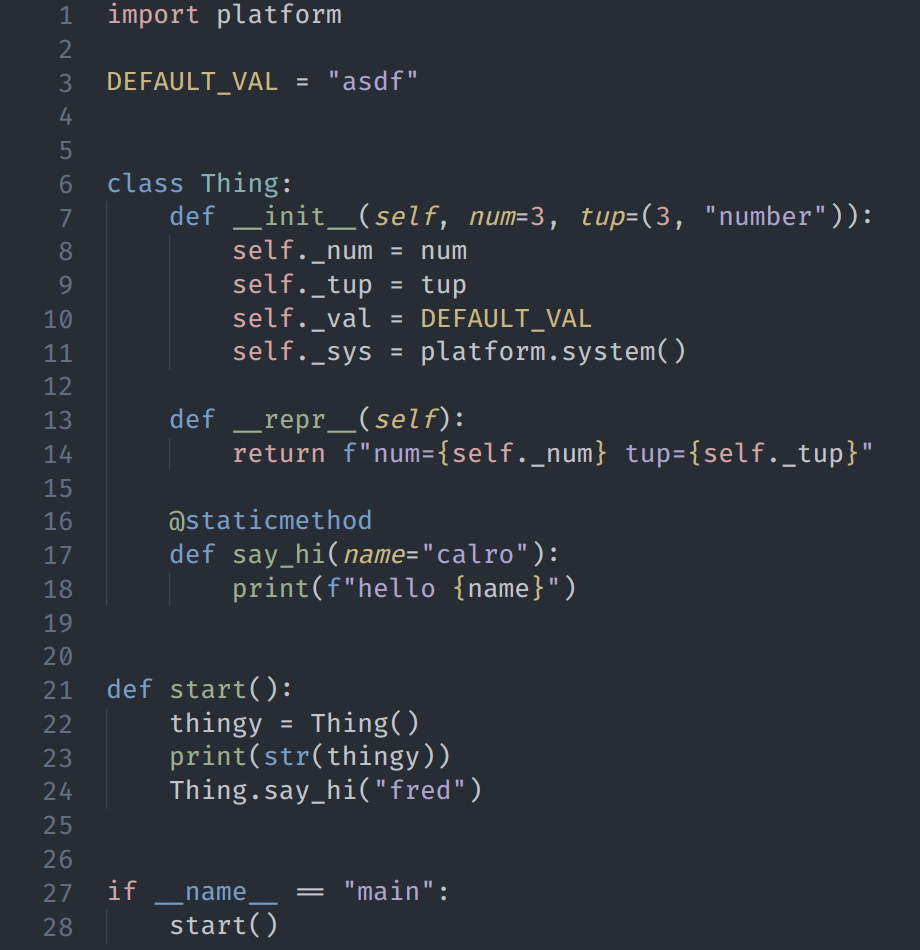 1 import platform
2
3 DEFAULT_VAL = "asdf"
4
5
6 class Thing:
7     def __init__(self, num=3, tup=(3, "number")):
8         self._num = num
9         self._tup = tup
10         self._val = DEFAULT_VAL
11         self._sys = platform.system()
12
13     def __repr__(self):
14         return f"num={self._num} tup={self._tup}"
15
16     @staticmethod
17     def say_hi(name="calro"):
18         print(f"hello {name}")
19
20
21 def start():
22     thingy = Thing()
23     print(str(thingy))
24     Thing.say_hi("fred")
25
26
27 if __name__ == "main":
28     start()